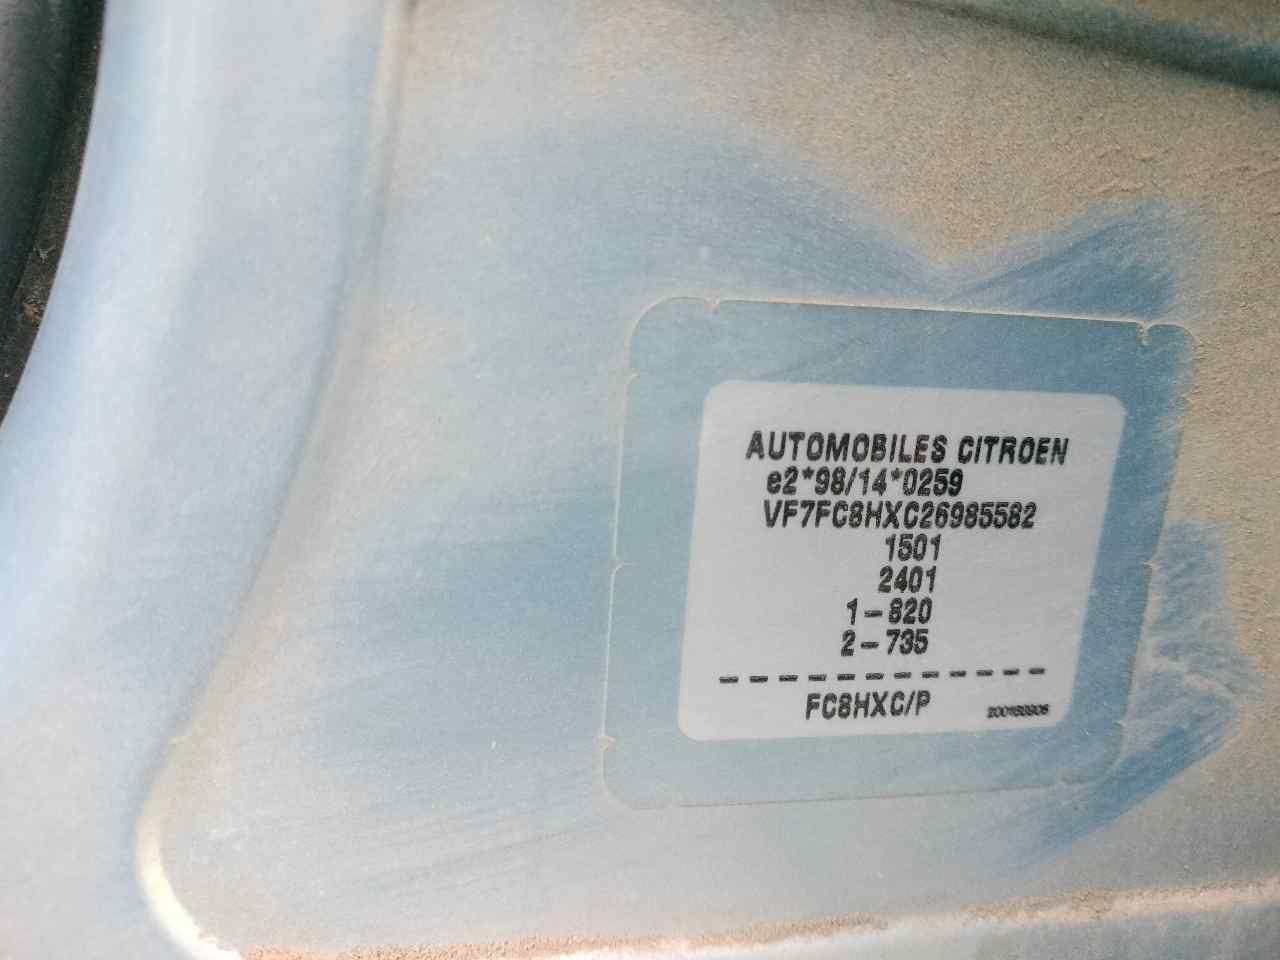 AUTOMOBILES CITROEN
e2*98/14*0259
VF7FC8HXC26985582
1501
2401
1-820
2-735
-----------
FC8HXC/P